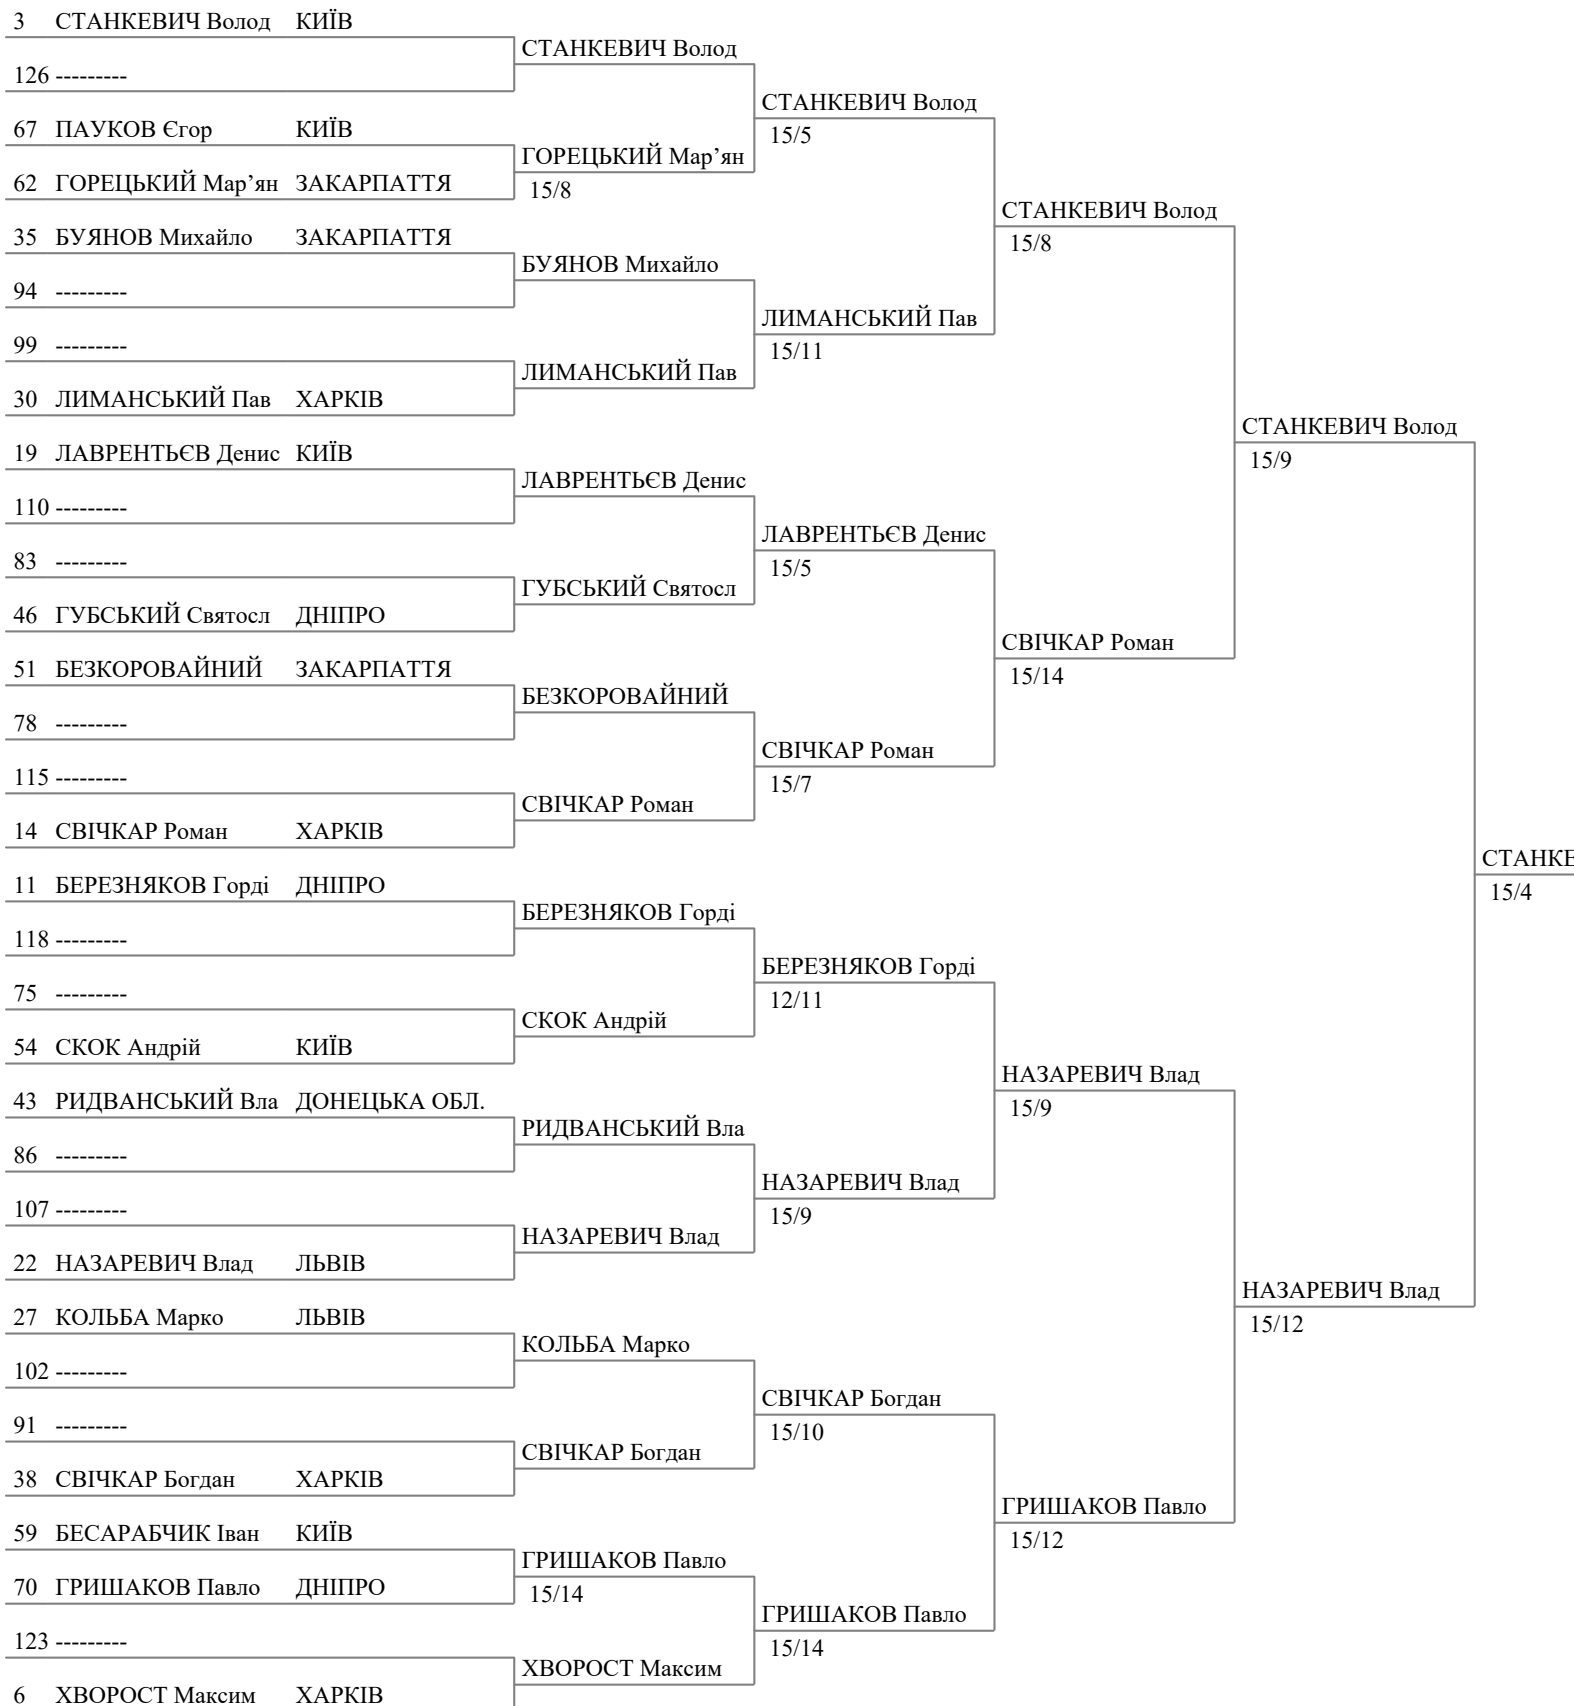 3 СТАНКЕВИЧ Волод КИЇВ
СТАНКЕВИЧ Волод
126 ---------
СТАНКЕВИЧ Волод
67 ПАУКОВ Єгор КИЇВ
15/5
ГОРЕЦЬКИЙ Мар’ян
62 ГОРЕЦЬКИЙ Мар’ян ЗАКАРПАТТЯ
15/8
СТАНКЕВИЧ Волод
35 БУЯНОВ Михайло ЗАКАРПАТТЯ
15/8
БУЯНОВ Михайло
94 ---------
ЛИМАНСЬКИЙ Пав
99 ---------
15/11
ЛИМАНСЬКИЙ Пав
30 ЛИМАНСЬКИЙ Пав ХАРКІВ
СТАНКЕВИЧ Волод
19 ЛАВРЕНТЬЄВ Денис КИЇВ
15/9
ЛАВРЕНТЬЄВ Денис
110 ---------
ЛАВРЕНТЬЄВ Денис
83 ---------
15/5
ГУБСЬКИЙ Святосл
46 ГУБСЬКИЙ Святосл ДНІПРО
СВІЧКАР Роман
51 БЕЗКОРОВАЙНИЙ ЗАКАРПАТТЯ
15/14
БЕЗКОРОВАЙНИЙ
78 ---------
СВІЧКАР Роман
115 ---------
15/7
СВІЧКАР Роман
14 СВІЧКАР Роман ХАРКІВ
СТАНКЕ
11 БЕРЕЗНЯКОВ Горді ДНІПРО
15/4
БЕРЕЗНЯКОВ Горді
118 ---------
БЕРЕЗНЯКОВ Горді
75 ---------
12/11
СКОК Андрій
54 СКОК Андрій КИЇВ
НАЗАРЕВИЧ Влад
43 РИДВАНСЬКИЙ Вла ДОНЕЦЬКА ОБЛ.
15/9
РИДВАНСЬКИЙ Вла
86 ---------
НАЗАРЕВИЧ Влад
107 ---------
15/9
НАЗАРЕВИЧ Влад
22 НАЗАРЕВИЧ Влад ЛЬВІВ
НАЗАРЕВИЧ Влад
27 КОЛЬБА Марко ЛЬВІВ
15/12
КОЛЬБА Марко
102 ---------
СВІЧКАР Богдан
91 ---------
15/10
СВІЧКАР Богдан
38 СВІЧКАР Богдан ХАРКІВ
ГРИШАКОВ Павло
59 БЕСАРАБЧИК Іван КИЇВ
15/12
ГРИШАКОВ Павло
70 ГРИШАКОВ Павло ДНІПРО
15/14
ГРИШАКОВ Павло
123 ---------
15/14
ХВОРОСТ Максим
6 ХВОРОСТ Максим ХАРКІВ